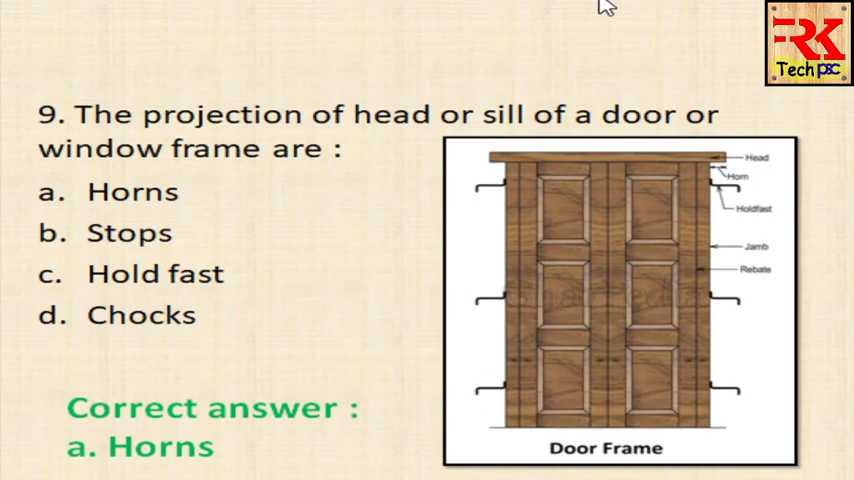 RK
Tech psc
9. The projection of head or sill of a door or
window frame are :
a. Horns
b. Stops
c. Hold fast
d. Chocks
Correct answer :
a. Horns
Head
Horn
Holdfast
Jamb
Rebate
Door Frame